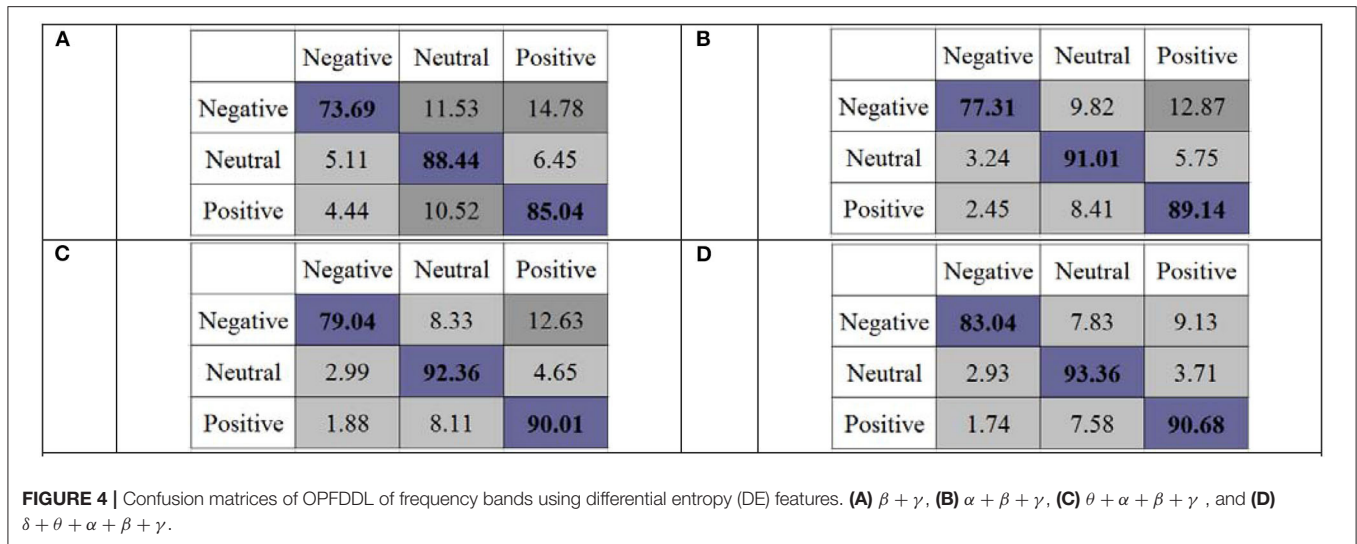 A
Negative Neutral Positive
Negative 73.69 11.53 14.78
Neutral 5.11 88.44 6.45
Positive 4.44 10.52 85.04
B
Negative Neutral Positive
Negative 77.31 9.82 12.87
Neutral 3.24 91.01 5.75
Positive 2.45 8.41 89.14
C
Negative Neutral Positive
Negative 79.04 8.33 12.63
Neutral 2.99 92.36 4.65
Positive 1.88 8.11 90.01
D
Negative Neutral Positive
Negative 83.04 7.83 9.13
Neutral 2.93 93.36 3.71
Positive 1.74 7.58 90.68
FIGURE 4 | Confusion matrices of OPFDDL of frequency bands using differential entropy (DE) features. (A) β + γ, (B) α + β + γ, (C) θ + α + β + γ , and (D)
δ + θ + α + β + γ.